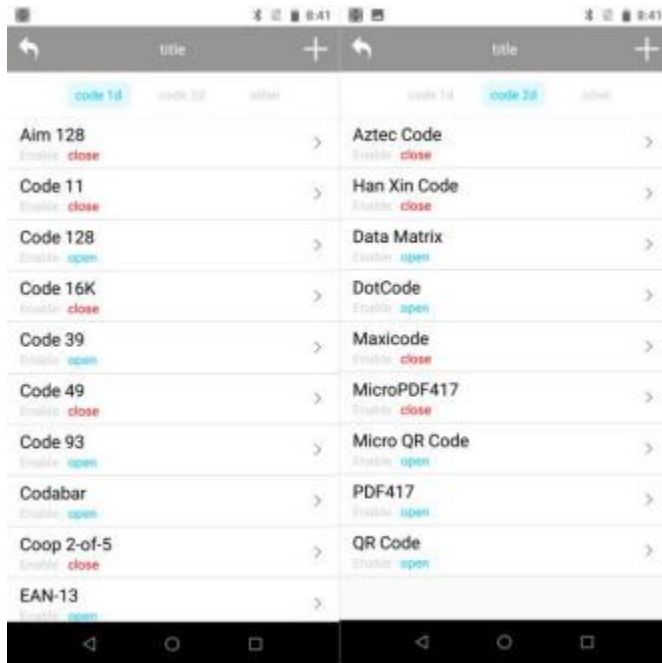 8:41
title
code 1d code 2d other
Aim 128
Enable close
Code 11
Enable close
Code 128
Enable open
Code 16K
Enable close
Code 39
Enable open
Code 49
Enable close
Code 93
Enable open
Codabar
Enable open
Coop 2-of-5
Enable close
EAN-13
Enable open
8:41
title
code 1d code 2d other
Aztec Code
Enable close
Han Xin Code
Enable close
Data Matrix
Enable open
DotCode
Enable open
Maxicode
Enable close
MicroPDF417
Enable close
Micro QR Code
Enable open
PDF417
Enable open
QR Code
Enable open